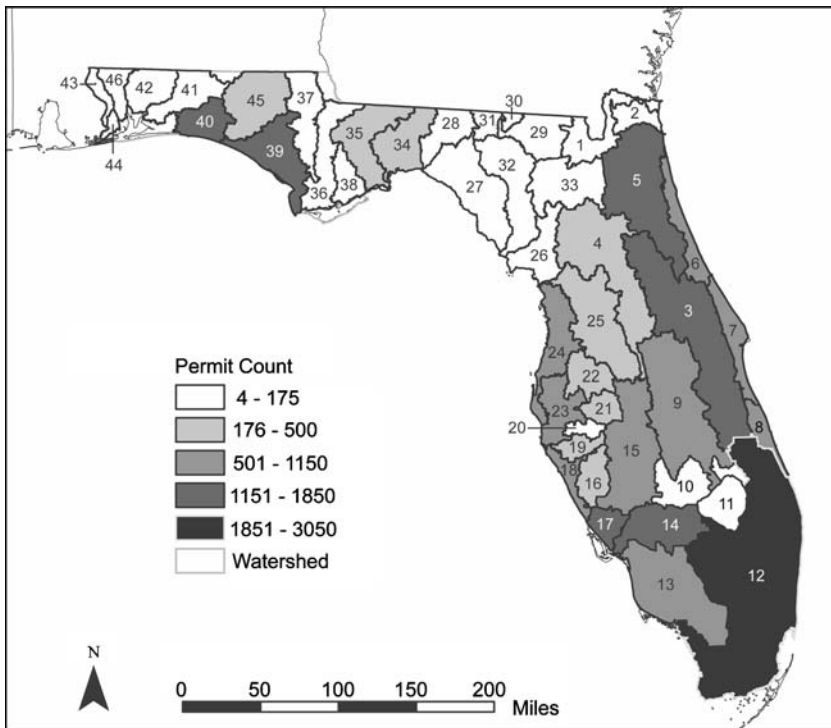 30
43 46 42 41 45 37 31 2
40 35 28 29 1
44 39 34 32 5
36 38 27 33
26 4 6
3 7
25
24
Permit Count
4 - 175
22 9
176 - 500
23 21 8
20
501 - 1150
19 15
18
1151 - 1850
16 10 11
1851 - 3050
17 14
Watershed
13 12
N
0 50 100 150 200 Miles